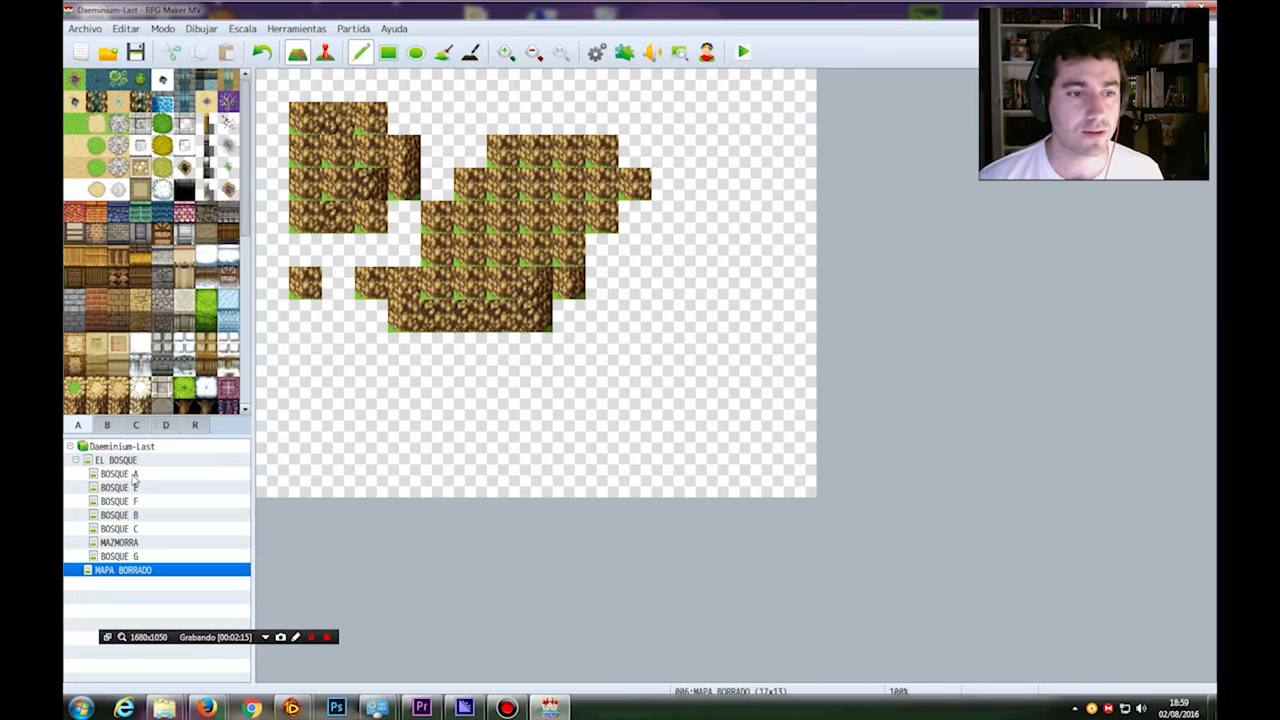 Daeminium-Last - RPG Maker MV
Archivo Editar Modo Dibujar Escala Herramientas Partida Ayuda
A B C D R
Daeminium-Last
EL BOSQUE
BOSQUE A
BOSQUE E
BOSQUE F
BOSQUE B
BOSQUE C
MAZMORRA
BOSQUE G
MAPA BORRADO
1680x1050 Grabando [00:02:15]
006:MAPA BORRADO (17x13) 100%
Ps Pr
18:59
02/08/2016